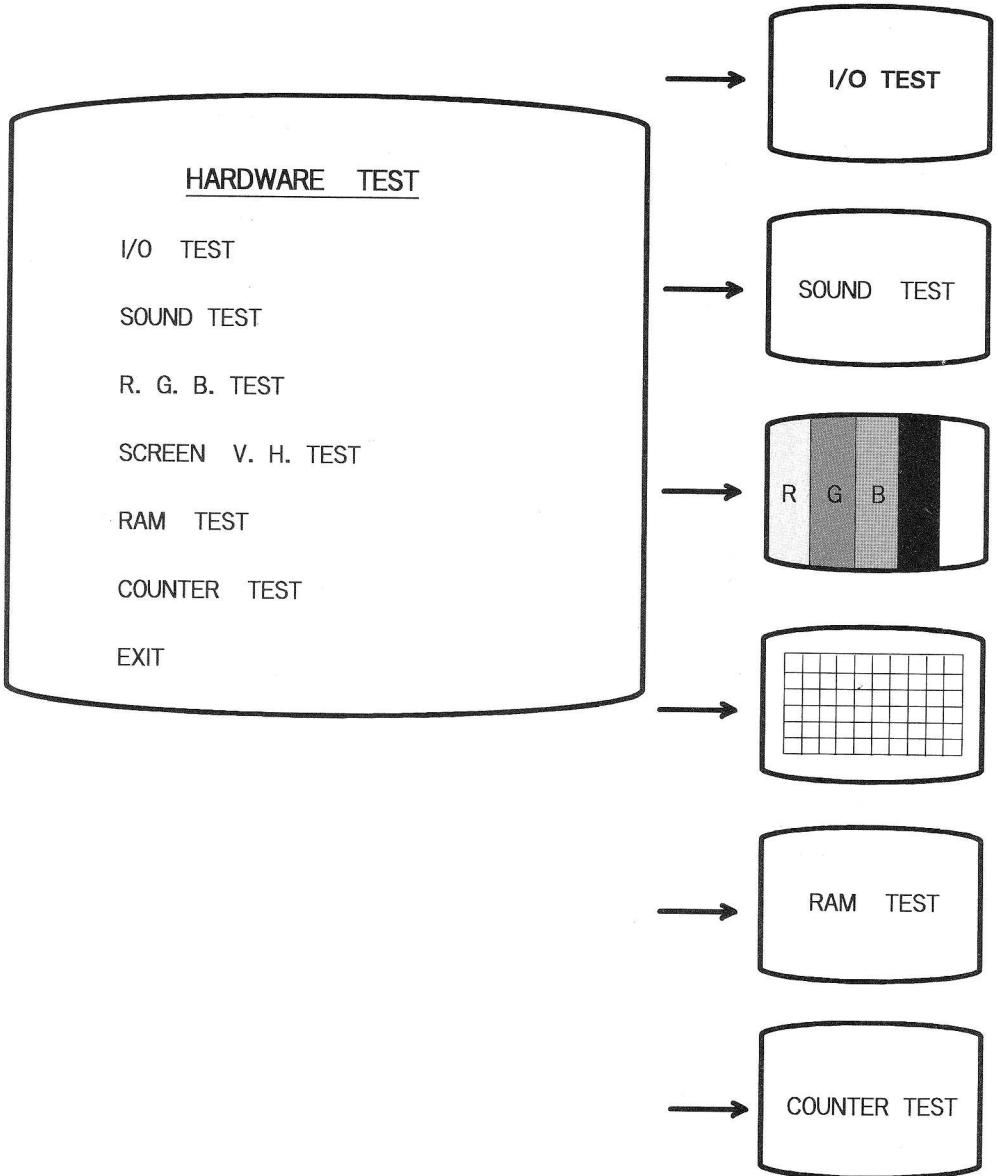 HARDWARE TEST
I/O TEST
SOUND TEST
R. G. B. TEST
SCREEN V. H. TEST
RAM TEST
COUNTER TEST
EXIT
I/O TEST
SOUND TEST
R G B
RAM TEST
COUNTER TEST